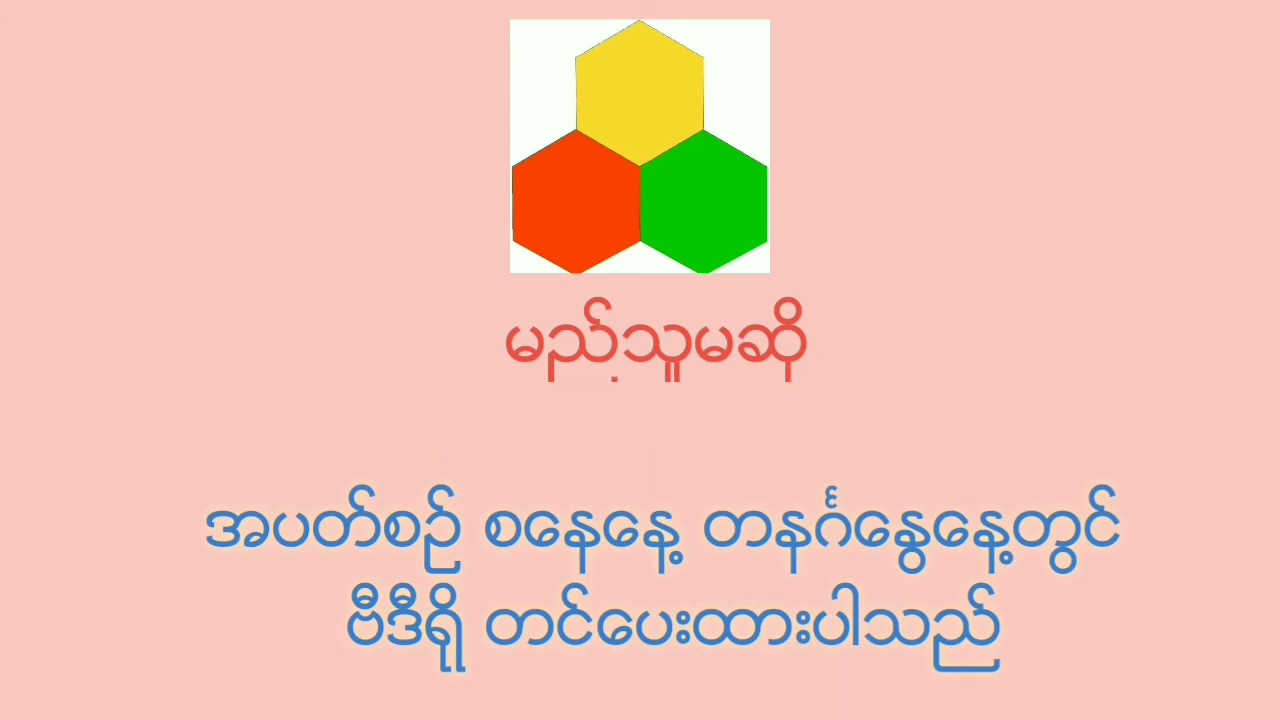 မည်သူမဆို
အပတ်စဉ် စနေနေ့ တနင်္ဂနွေနေ့တွင်
ဗီဒီရို တင်ပေးထားပါသည်